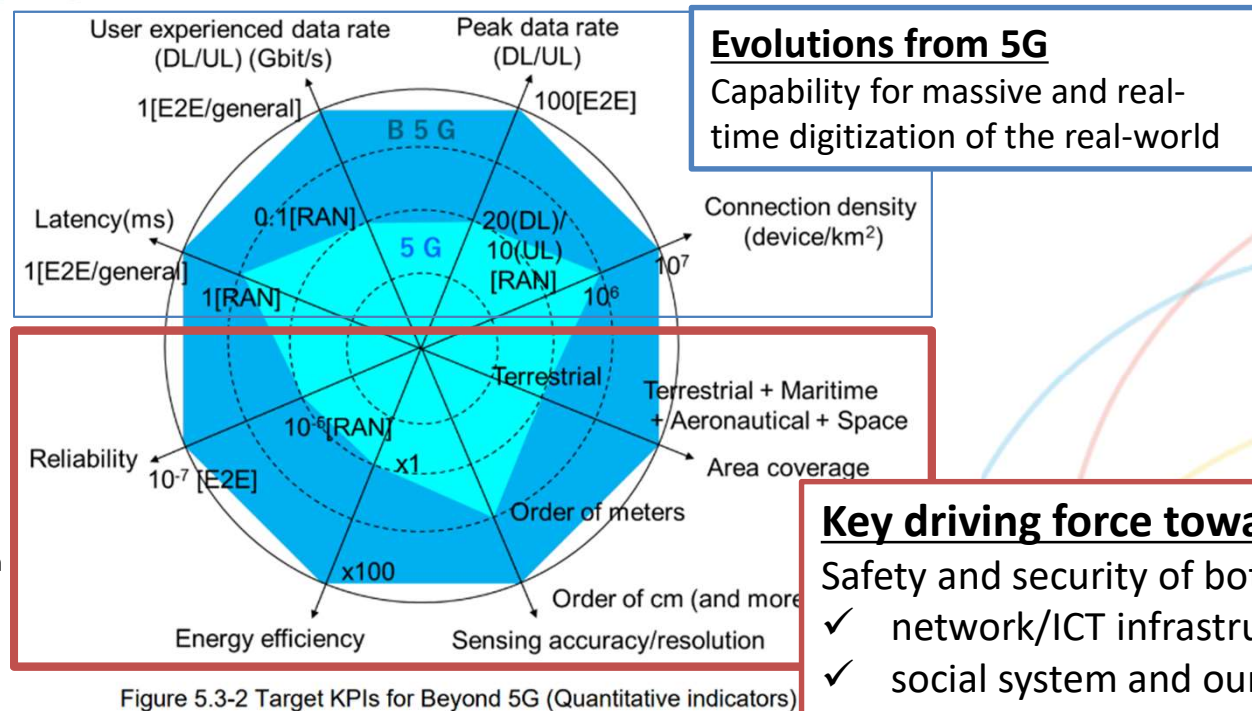 User experienced data rate
(DL/UL) (Gbit/s)
Peak data rate
(DL/UL)
Evolutions from 5G
Capability for massive and real-
time digitization of the real-world
1[E2E/general]
100[E2E]
B 5 G
Latency(ms)
0.1[RAN]
20(DL)/
10(UL)
[RAN]
5 G
Connection density
(device/km²)
1[E2E/general]
1[RAN]
10⁷
10⁶
Terrestrial
Terrestrial + Maritime
+ Aeronautical + Space
Area coverage
Reliability
10⁻⁵[RAN]
10⁻⁷ [E2E]
x1
Order of meters
x100
Order of cm (and more
Energy efficiency
Sensing accuracy/resolution
Key driving force
Safety and security of
✓ network/ICT
✓ social system and
Figure 5.3-2 Target KPIs for Beyond 5G (Quantitative indicators)